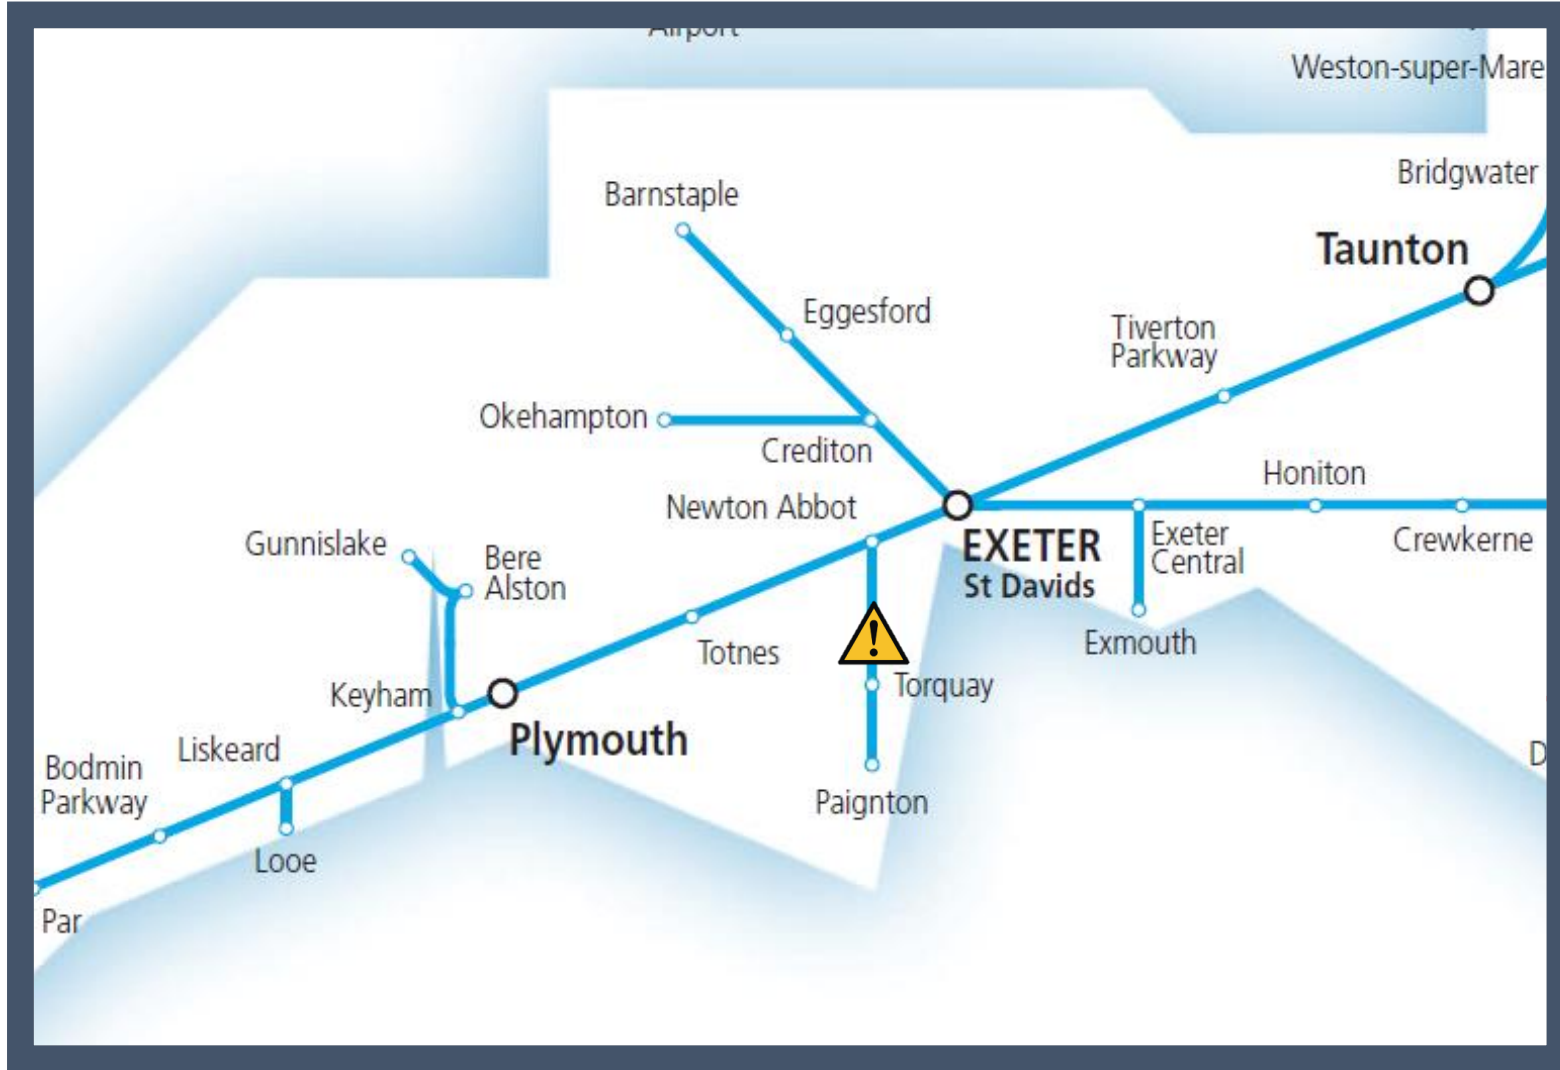 Airport
Weston-super-Mare
Bridgwater
Barnstaple
Taunton
Eggesford
Tiverton
Parkway
Okehampton
Crediton
Honiton
Newton Abbot
EXETER
St Davids
Exeter
Central
Crewkerne
Gunnislake
Bere
Alston
Totnes
Exmouth
Keyham
Torquay
Plymouth
Liskeard
Bodmin
Parkway
Paignton
Looe
Par
D
!